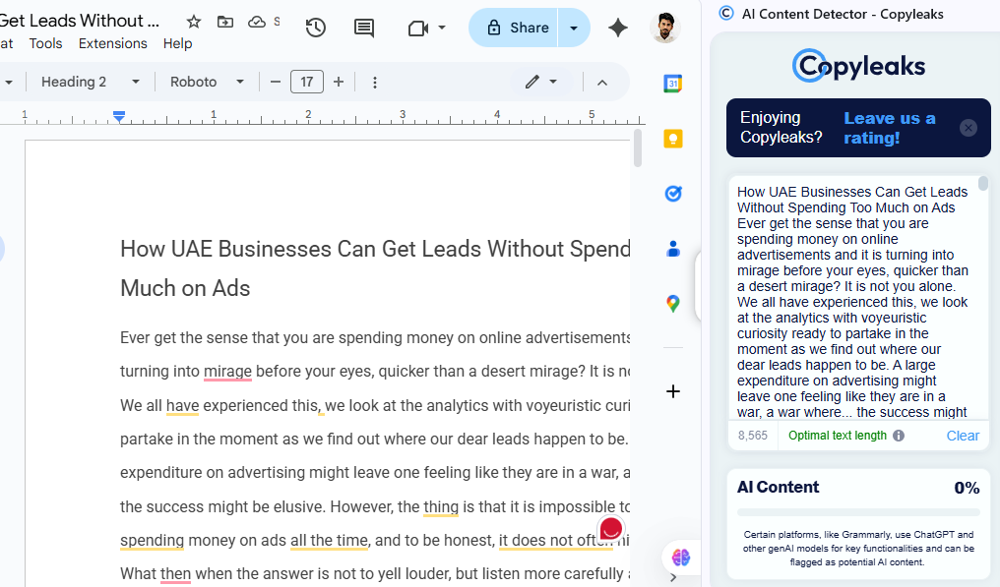 Get Leads Without ...
S
Share
at Tools Extensions Help
Heading 2
Roboto
17
1 1 2 3 4 5
31
How UAE Businesses Can Get Leads Without Spend
Much on Ads
Ever get the sense that you are spending money on online advertisements
turning into mirage before your eyes, quicker than a desert mirage? It is no
We all have experienced this, we look at the analytics with voyeuristic curi
partake in the moment as we find out where our dear leads happen to be.
expenditure on advertising might leave one feeling like they are in a war, a
the success might be elusive. However, the thing is that it is impossible to
spending money on ads all the time, and to be honest, it does not often hi
What then when the answer is not to yell louder, but listen more carefully a
AI Content Detector - Copyleaks
Copyleaks
Enjoying
Copyleaks?
Leave us a
rating!
How UAE Businesses Can Get Leads
Without Spending Too Much on Ads
Ever get the sense that you are
spending money on online
advertisements and it is turning into
mirage before your eyes, quicker than
a desert mirage? It is not you alone.
We all have experienced this, we look
at the analytics with voyeuristic
curiosity ready to partake in the
moment as we find out where our
dear leads happen to be. A large
expenditure on advertising might
leave one feeling like they are in a
war, a war where... the success might
8,565
Optimal text length
Clear
AI Content
0%
Certain platforms, like Grammarly, use ChatGPT and
other genAI models for key functionalities and can be
flagged as potential AI content.